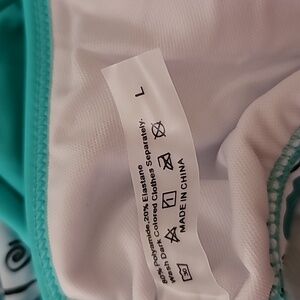 L
80% polyamide,20% Elastane
Wash Dark Colored Clothes Separately.
MADE IN CHINA